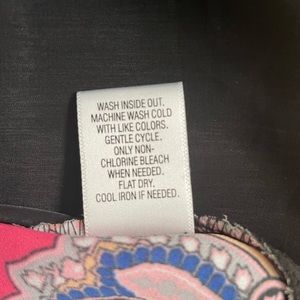 WASH INSIDE OUT.
MACHINE WASH COLD
WITH LIKE COLORS.
GENTLE CYCLE.
ONLY NON-
CHLORINE BLEACH
WHEN NEEDED.
FLAT DRY.
COOL IRON IF NEEDED.